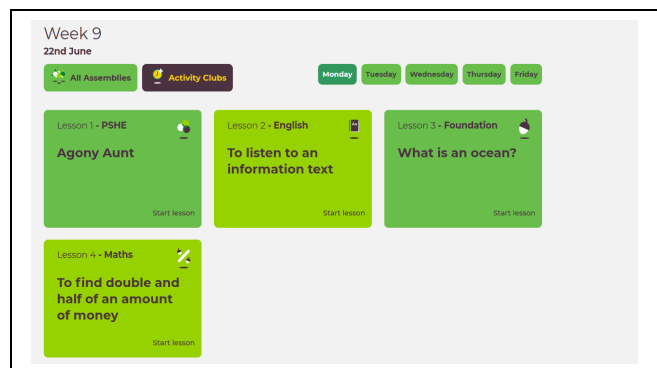 Week 9
22nd June
All Assemblies
Activity Clubs
Monday
Tuesday
Wednesday
Thursday
Friday
Lesson 1 - PSHE
Agony Aunt
Start lesson
Lesson 2 - English
To listen to an
information text
Start lesson
Lesson 3 - Foundation
What is an ocean?
Start lesson
Lesson 4 - Maths
To find double and
half of an amount
of money
Start lesson